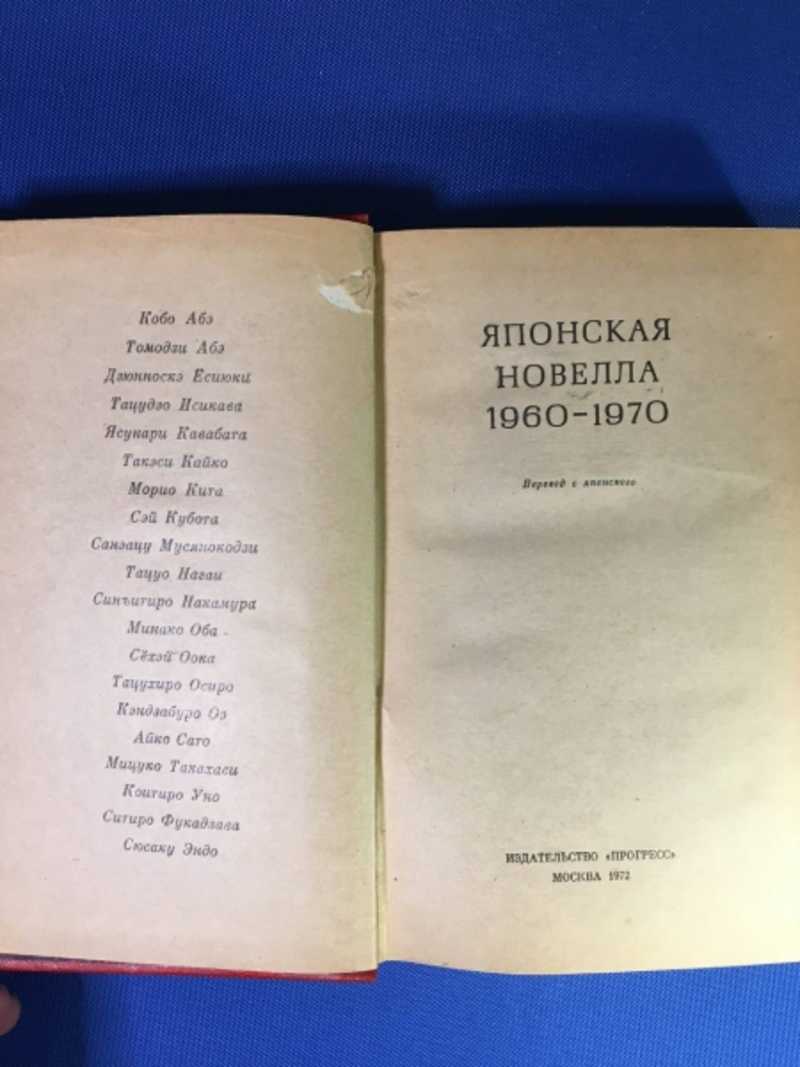 Кобо Абэ
Томодзи Абэ
Дзюнноскэ Есиюки
Тацудзо Исикава
Ясунари Кавабата
Такэси Кайко
Морио Кита
Сэй Кубота
Санэацу Мусянокодзи
Тацуо Нагаи
Синъитиро Накамура
Минако Оба
Сёхэй Оока
Тацухиро Осиро
Кэндзабуро Оэ
Айко Сато
Мицуко Такахаси
Коитиро Уно
Ситиро Фукадзава
Сюсаку Эндо
ЯПОНСКАЯ
НОВЕЛЛА
1960-1970
Перевод с японского
ИЗДАТЕЛЬСТВО «ПРОГРЕСС»
МОСКВА 1972